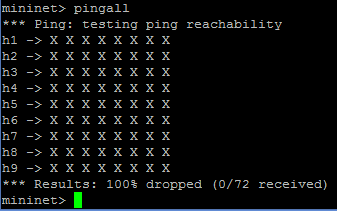 mininet> pingall
*** Ping: testing ping reachability
h1 -> X X X X X X X X
h2 -> X X X X X X X X
h3 -> X X X X X X X X
h4 -> X X X X X X X X
h5 -> X X X X X X X X
h6 -> X X X X X X X X
h7 -> X X X X X X X X
h8 -> X X X X X X X X
h9 -> X X X X X X X X
*** Results: 100% dropped (0/72 received)
mininet>